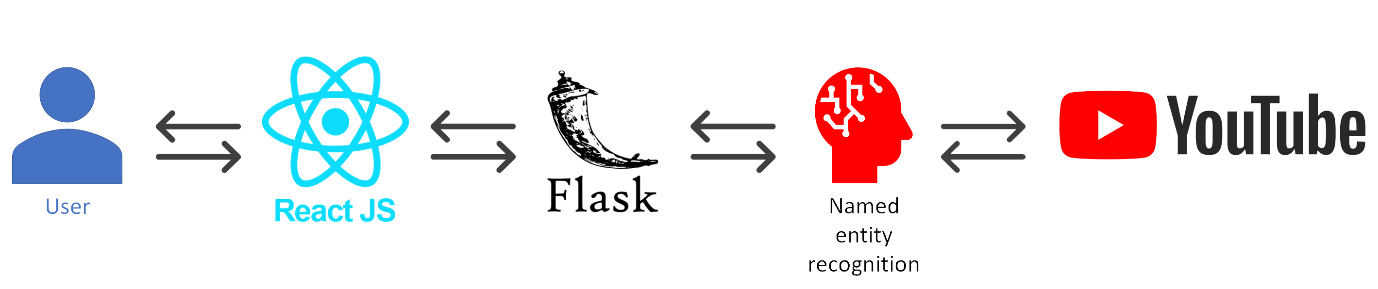 User
React JS
Flask
Named
entity
recognition
YouTube